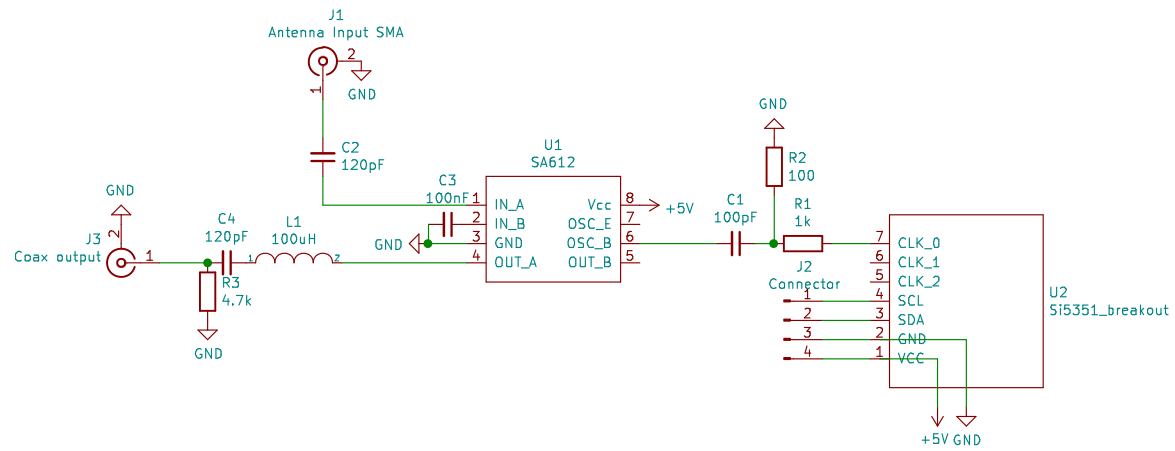 J1
Antenna Input SMA
2
1
GND
C2
120pF
GND
2
J3
Coax output
1
C4
120pF
R3
4.7k
GND
L1
100uH
1
2
C3
100nF
GND
U1
SA612
1 IN_A
2 IN_B
3 GND
4 OUT_A
Vcc 8
OSC_E 7
OSC_B 6
OUT_B 5
+5V
GND
R2
100
C1
100pF
R1
1k
J2
Connector
1
2
3
4
7 CLK_0
6 CLK_1
5 CLK_2
4 SCL
3 SDA
2 GND
1 VCC
U2
Si5351_breakout
+5V
GND